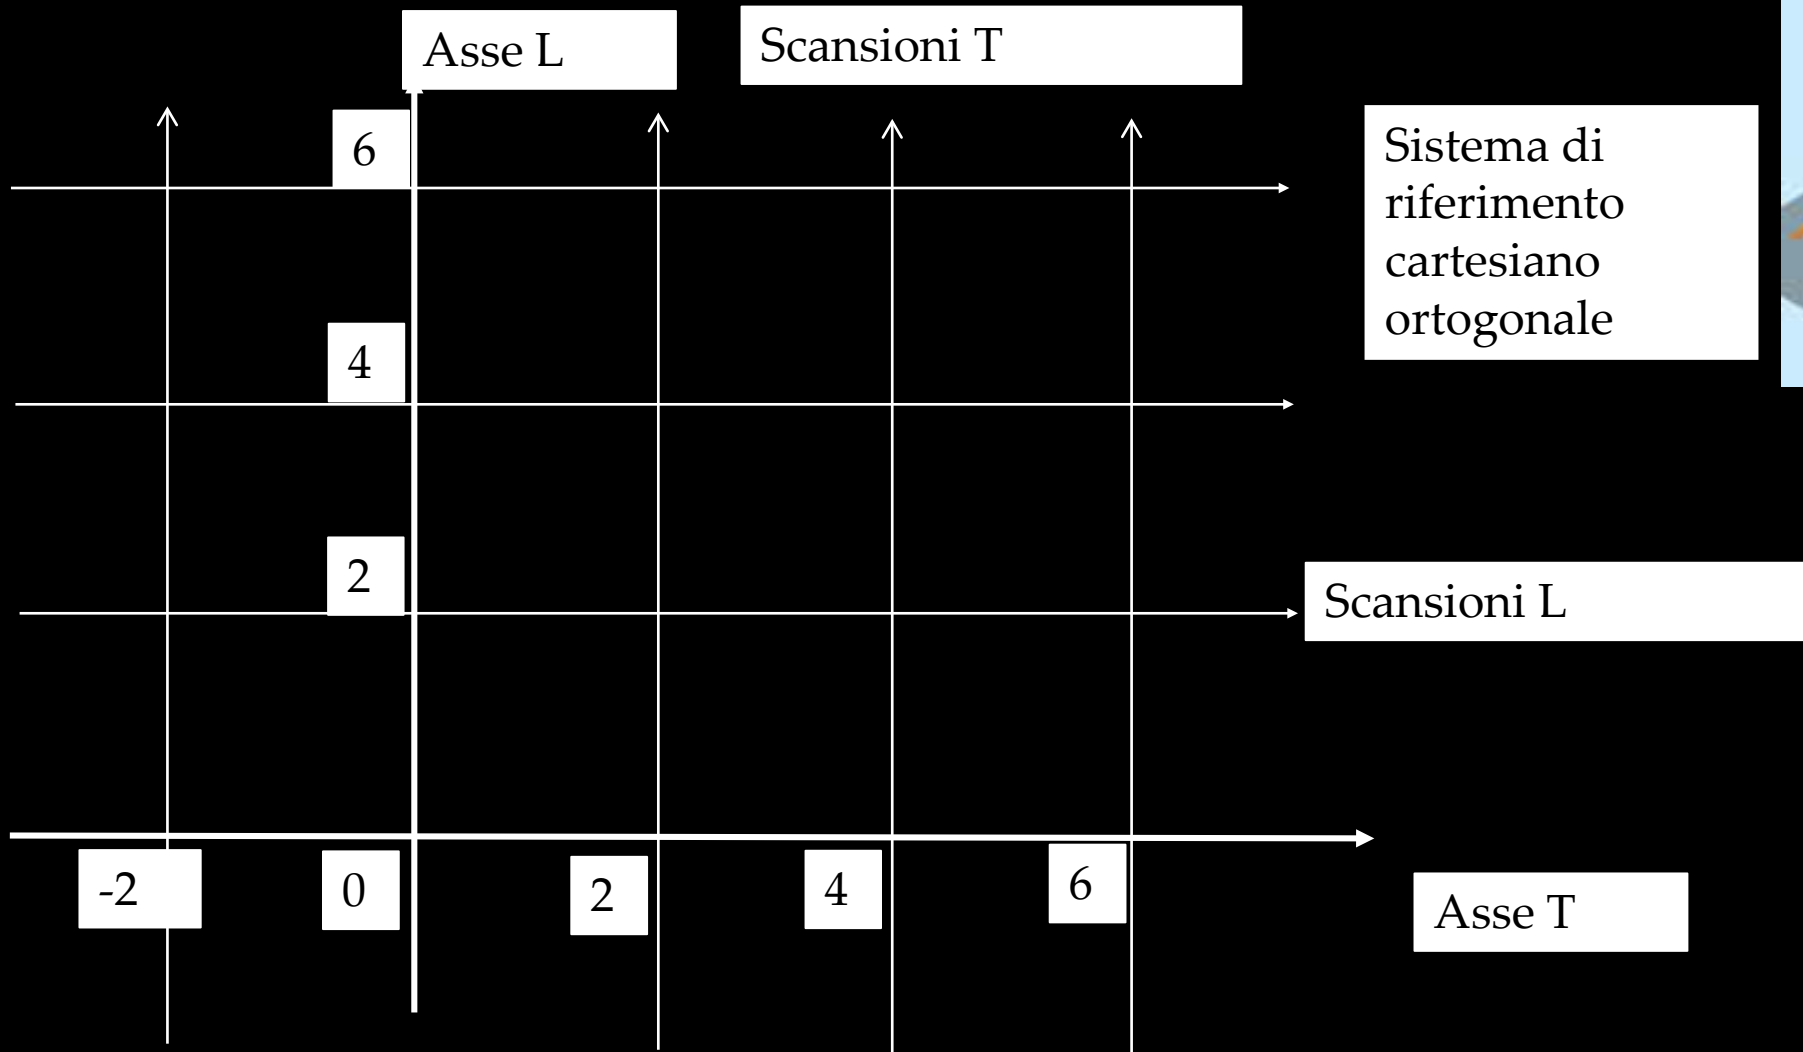 Asse L
Scansioni T
6
Sistema di
riferimento
cartesiano
ortogonale
4
2
Scansioni L
-2
0
2
4
6
Asse T